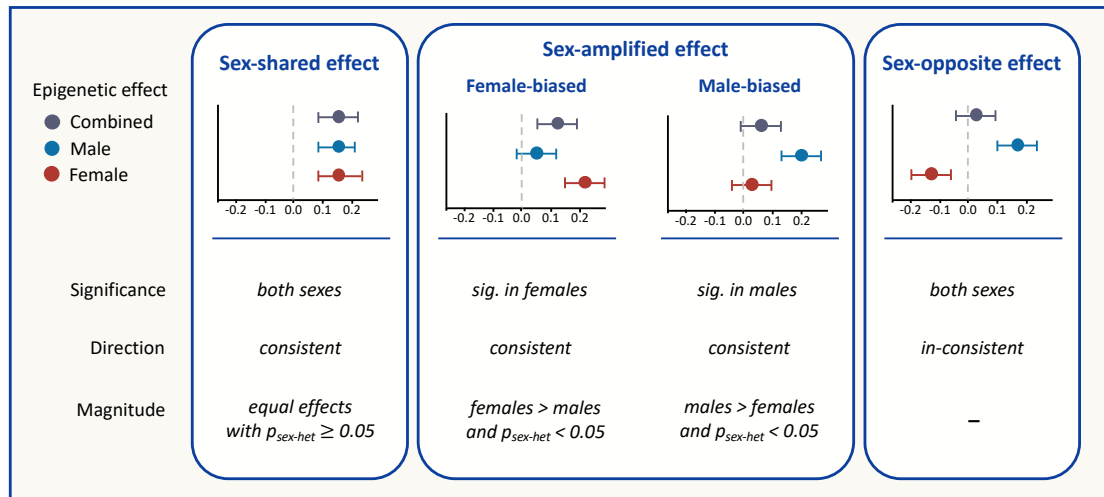 Sex-shared effect
Sex-amplified effect
Female-biased
Male-biased
Sex-opposite effect
Epigenetic effect
Combined
Male
Female
-0.2 -0.1 0.0 0.1 0.2
-0.2 -0.1 0.0 0.1 0.2
-0.2 -0.1 0.0 0.1 0.2
-0.2 -0.1 0.0 0.1 0.2
Significance
both sexes
sig. in females
sig. in males
both sexes
Direction
consistent
consistent
consistent
in-consistent
Magnitude
equal effects
with p_sex-het ≥ 0.05
females > males
and p_sex-het < 0.05
males > females
and p_sex-het < 0.05
–